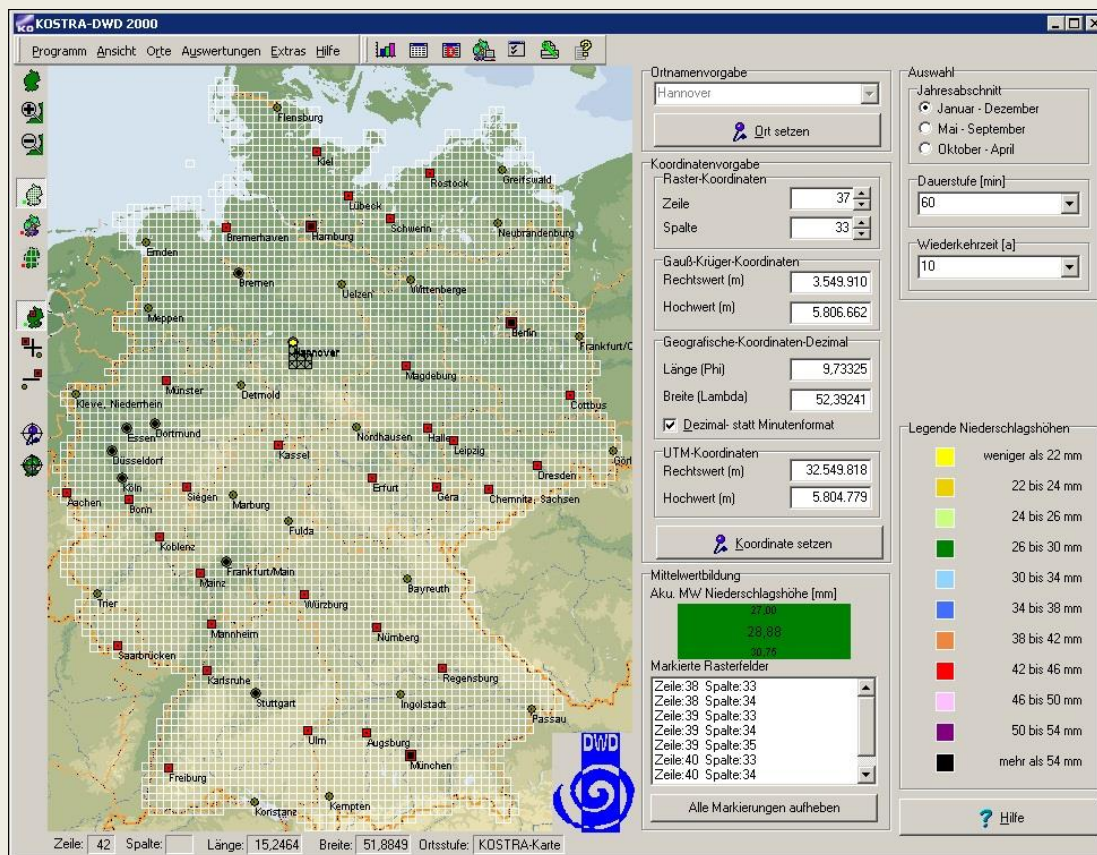 KOSTRA-DWD 2000
Programm Ansicht Orte Auswertungen Extras Hilfe
Flensburg
Kiel
Rostock
Greifswald
Lübeck
Schwerin
Neubrandenburg
Bremerhaven
Hamburg
Emden
Bremen
Uelzen
Wittenberge
Meppen
Berlin
Frankfurt/O
Hannover
Magdeburg
Münster
Detmold
Cottbus
Kleve, Niederrhein
Essen
Dortmund
Nordhausen
Halle
Leipzig
Düsseldorf
Kassel
Görl
Köln
Dresden
Aachen
Bonn
Siegen
Marburg
Erfurt
Gera
Chemnitz, Sachsen
Fulda
Koblenz
Frankfurt/Main
Mainz
Bayreuth
Trier
Würzburg
Mannheim
Nürnberg
Saarbrücken
Karlsruhe
Regensburg
Stuttgart
Ingolstadt
Passau
Ulm
Augsburg
München
Freiburg
Konstanz
Kempten
DWD
Zeile: 42 Spalte: Länge: 15,2464 Breite: 51,8849 Ortsstufe: KOSTRA-Karte
Ortnamenvorgabe
Hannover
Ort setzen
Koordinatenvorgabe
Raster-Koordinaten
Zeile 37
Spalte 33
Gauß-Krüger-Koordinaten
Rechtswert (m) 3.549.910
Hochwert (m) 5.806.662
Geografische-Koordinaten-Dezimal
Länge (Phi) 9,73325
Breite (Lambda) 52,39241
Dezimal- statt Minutenformat
UTM-Koordinaten
Rechtswert (m) 32.549.818
Hochwert (m) 5.804.779
Koordinate setzen
Mittelwertbildung
Aku. MW Niederschlagshöhe [mm]
27,00
28,88
30,75
Markierte Rasterfelder
Zeile:38 Spalte:33
Zeile:38 Spalte:34
Zeile:39 Spalte:33
Zeile:39 Spalte:34
Zeile:39 Spalte:35
Zeile:40 Spalte:33
Zeile:40 Spalte:34
Alle Markierungen aufheben
Auswahl
Jahresabschnitt
Januar - Dezember
Mai - September
Oktober - April
Dauerstufe [min]
60
Wiederkehrzeit [a]
10
Legende Niederschlagshöhen
weniger als 22 mm
22 bis 24 mm
24 bis 26 mm
26 bis 30 mm
30 bis 34 mm
34 bis 38 mm
38 bis 42 mm
42 bis 46 mm
46 bis 50 mm
50 bis 54 mm
mehr als 54 mm
Hilfe